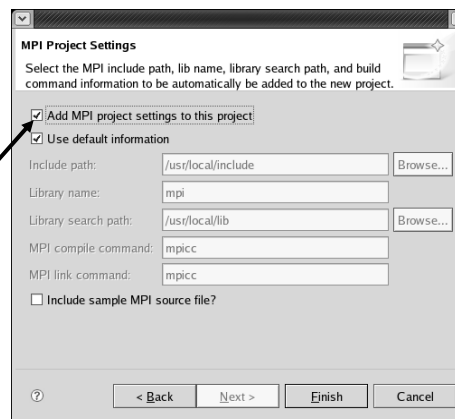 MPI Project Settings
Select the MPI include path, lib name, library search path, and build
command information to be automatically be added to the new project.
Add MPI project settings to this project
Use default information
Include path: /usr/local/include Browse...
Library name: mpi
Library search path: /usr/local/lib Browse...
MPI compile command: mpicc
MPI link command: mpicc
Include sample MPI source file?
? < Back Next > Finish Cancel